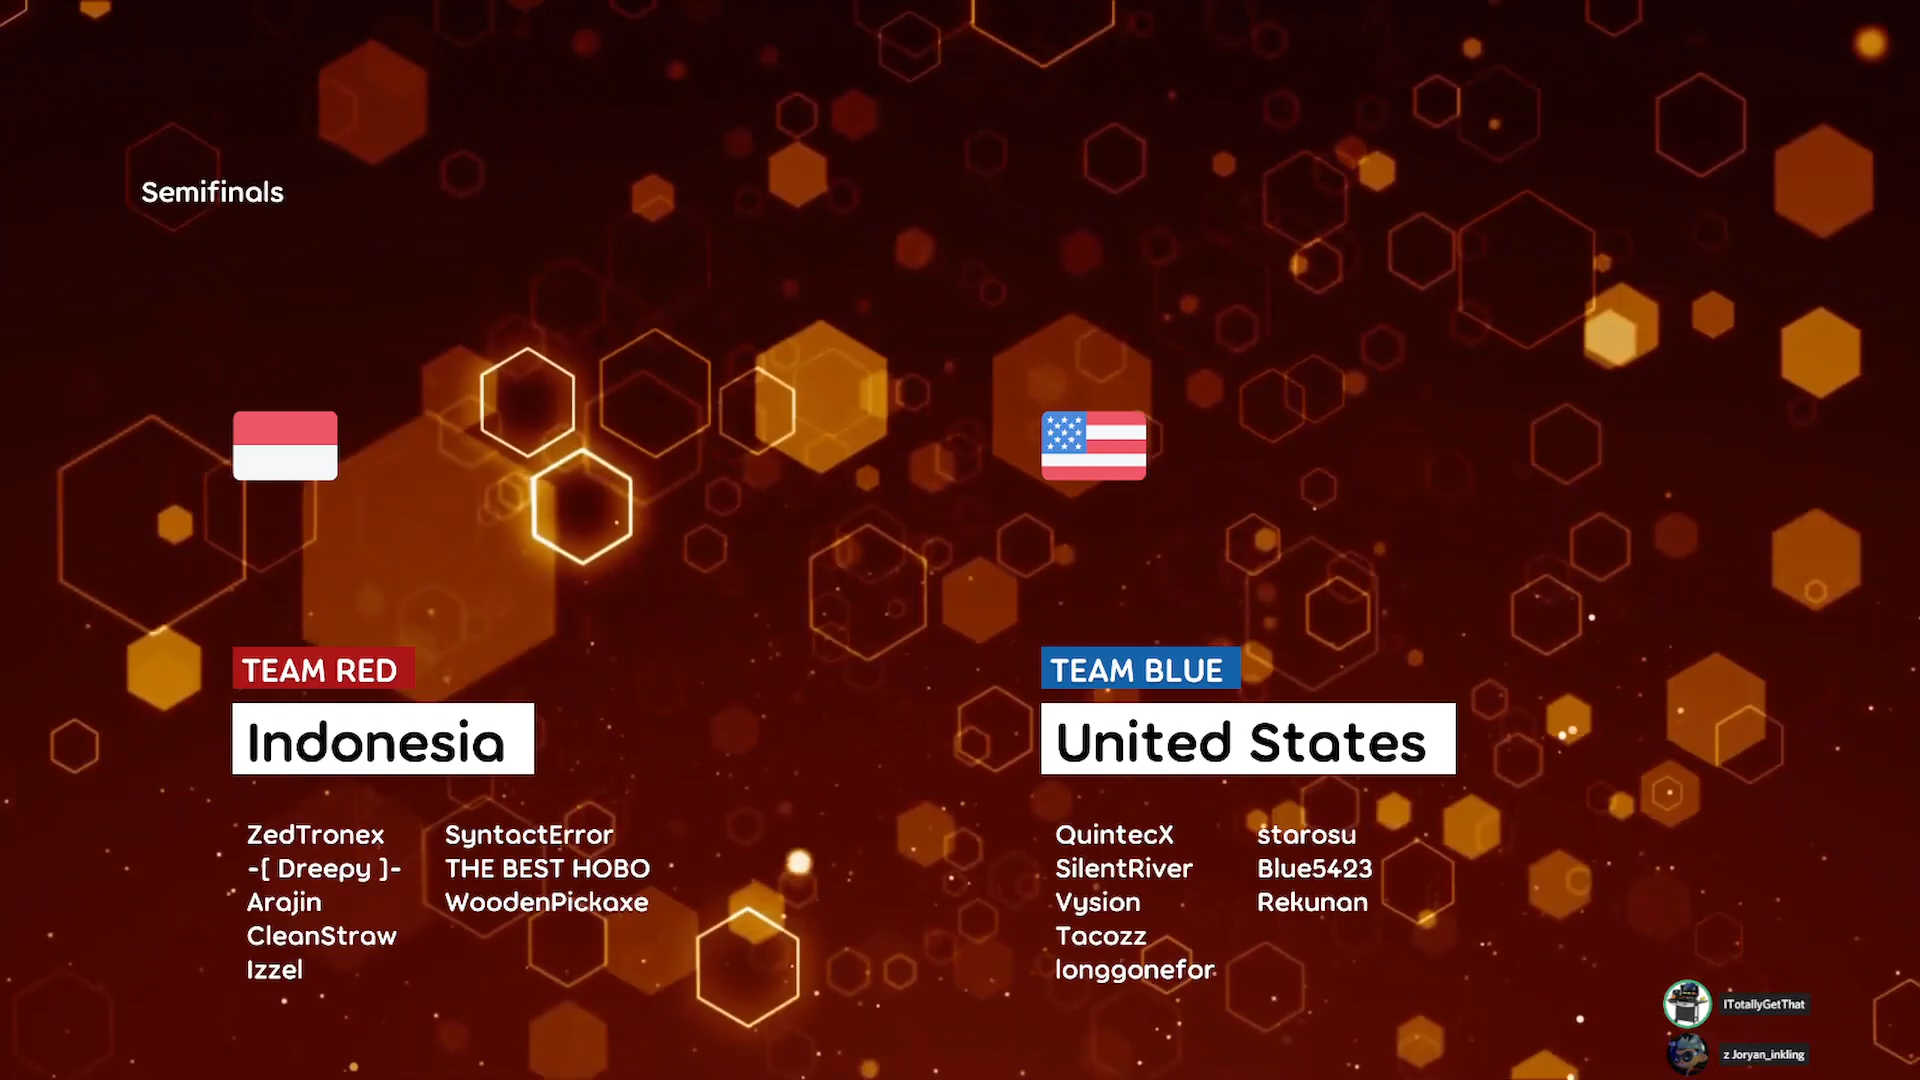 Semifinals
TEAM RED
Indonesia
ZedTronex
-[ Dreepy ]-
Arajin
CleanStraw
Izzel
SyntactError
THE BEST HOBO
WoodenPickaxe
TEAM BLUE
United States
QuintecX
SilentRiver
Vysion
Tacozz
longgonefor
starosu
Blue5423
Rekunan
ITotallyGetThat
z Joryan_inkling